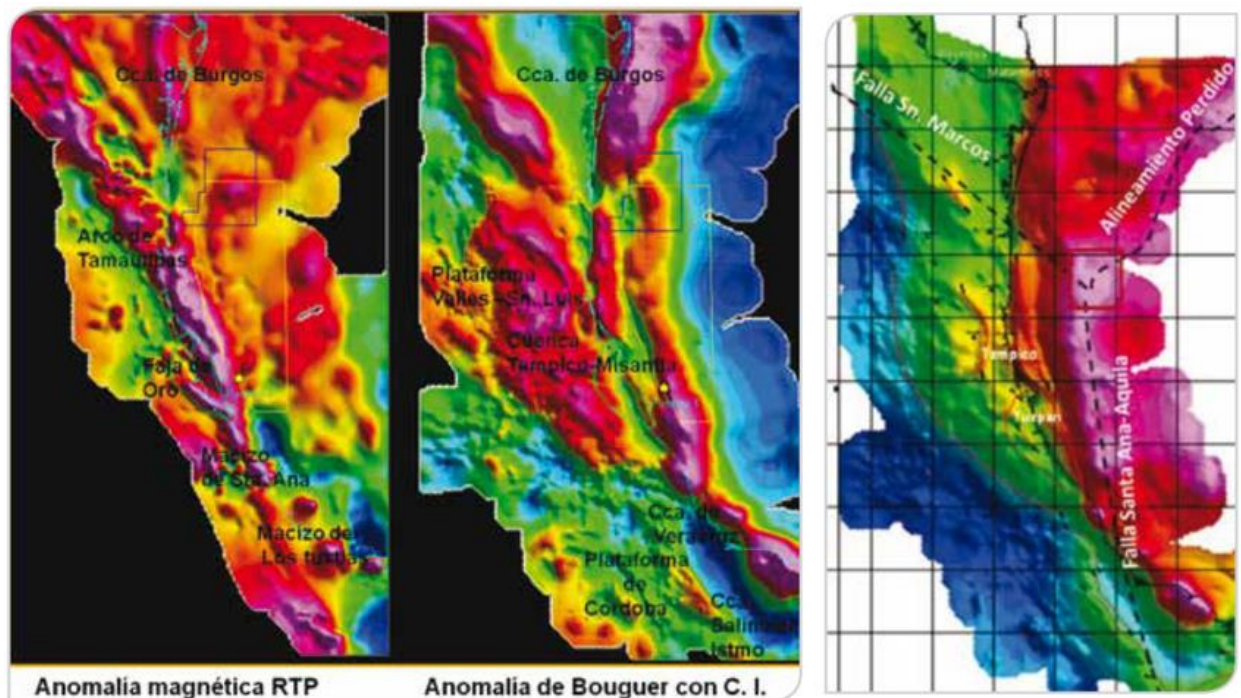 Cca. de Burgos
Arco de
Tamaulipas
Faja de
Oro
Macizo
de Sta. Ana
Macizo de
Los tuxtlas
Anomalía magnética RTP
Cca. de Burgos
Plataforma
Valles -Sn. Luis
Cuenca
Tampico-Misantla
Cca. de
Veracruz
Plataforma
de
Cordoba
Cca.
Salina
Istmo
Anomalía de Bouguer con C. I.
Falla Sn. Marcos
Alineamiento Perdido
Tampico
Tuxpan
Falla Santa Ana-Aquila